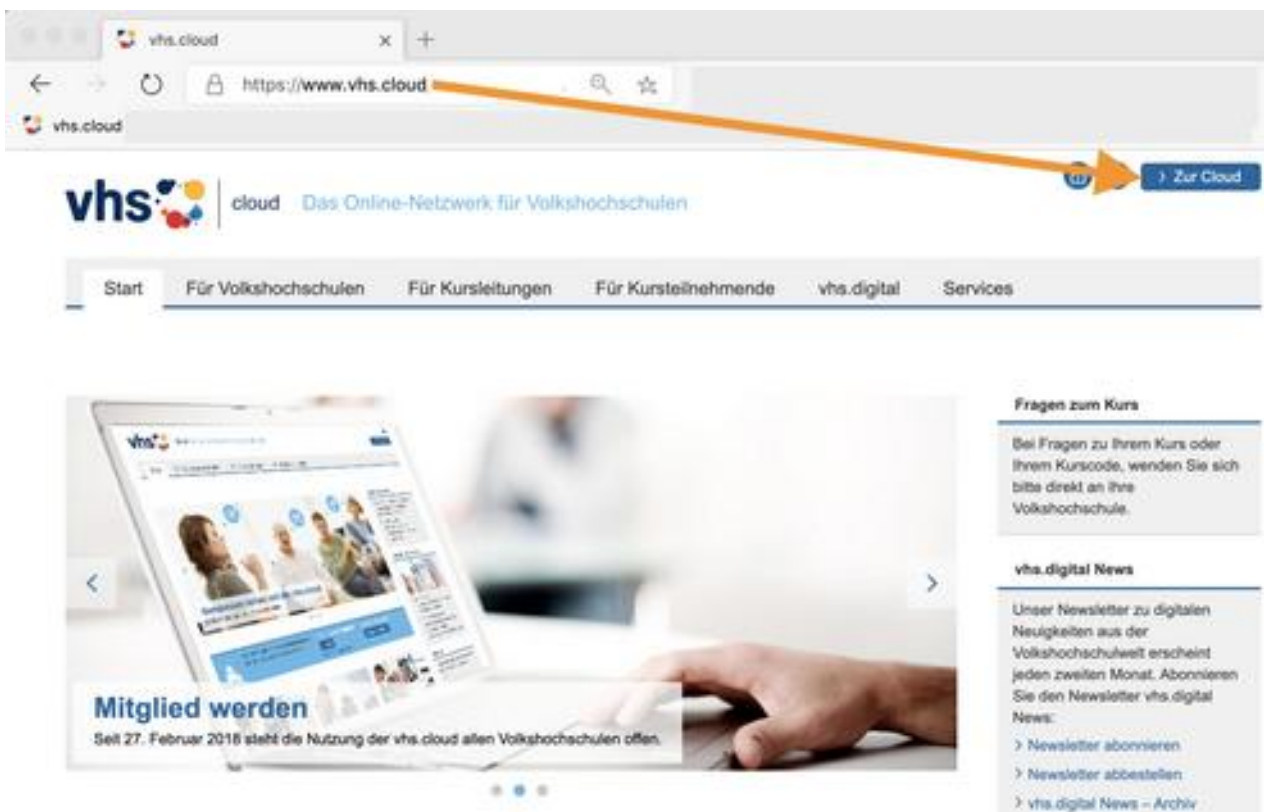 vhs.cloud
https://www.vhs.cloud
vhs.cloud
Zur Cloud
vhs
cloud Das Online-Netzwerk für Volkshochschulen
Start Für Volkshochschulen Für Kursleitungen Für Kursteilnehmende vhs.digital Services
vhs
Mitglied werden
Seit 27. Februar 2018 steht die Nutzung der vhs.cloud allen Volkshochschulen offen.
Fragen zum Kurs
Bei Fragen zu Ihrem Kurs oder
Ihrem Kurscode, wenden Sie sich
bitte direkt an Ihre
Volkshochschule.
vhs.digital News
Unser Newsletter zu digitalen
Neuigkeiten aus der
Volkshochschulwelt erscheint
jeden zweiten Monat. Abonnieren
Sie den Newsletter vhs.digital
News:
Newsletter abonnieren
Newsletter abbestellen
vhs.digital News – Archiv